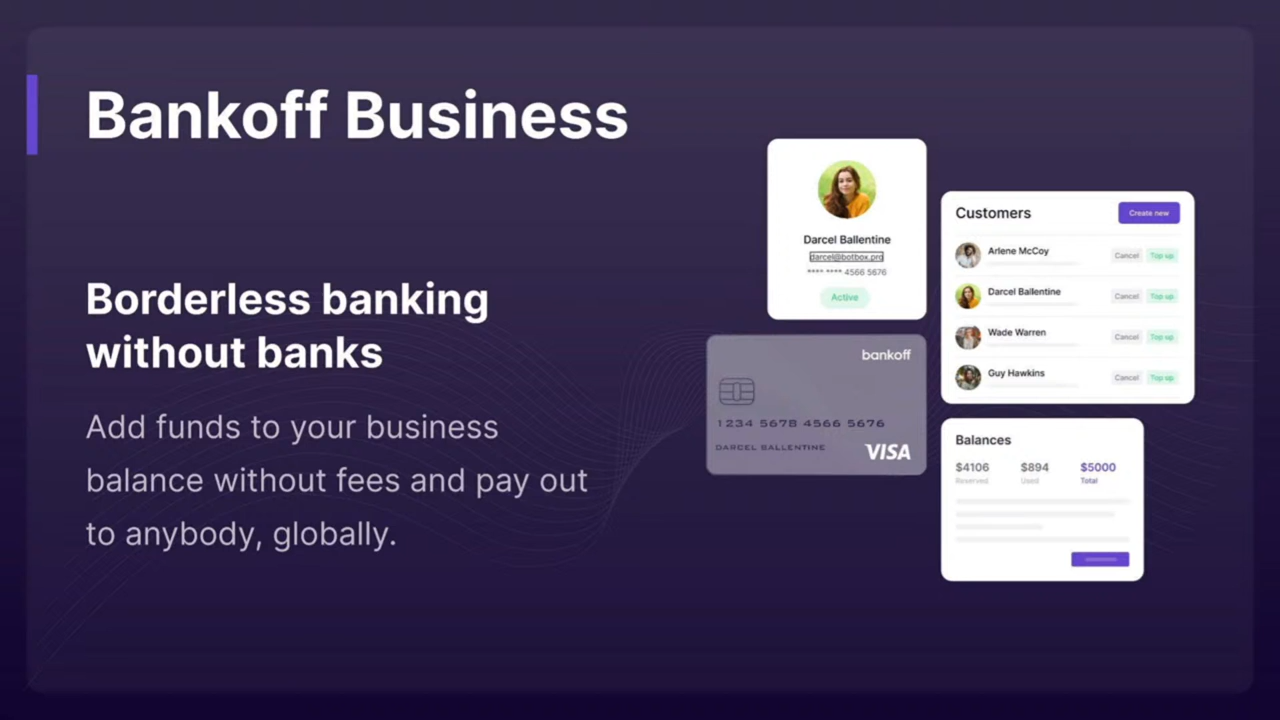 Bankoff Business
Borderless banking
without banks
Add funds to your business
balance without fees and pay out
to anybody, globally.
Darcel Ballentine
darcel@botbox.pro
**** **** 4566 5676
Active
bankoff
1234 5678 4566 5676
DARCEL BALLENTINE
VISA
Customers
Create new
Arlene McCoy
Cancel
Top up
Darcel Ballentine
Cancel
Top up
Wade Warren
Cancel
Top up
Guy Hawkins
Cancel
Top up
Balances
$4106
$894
$5000
Reserved
Used
Total